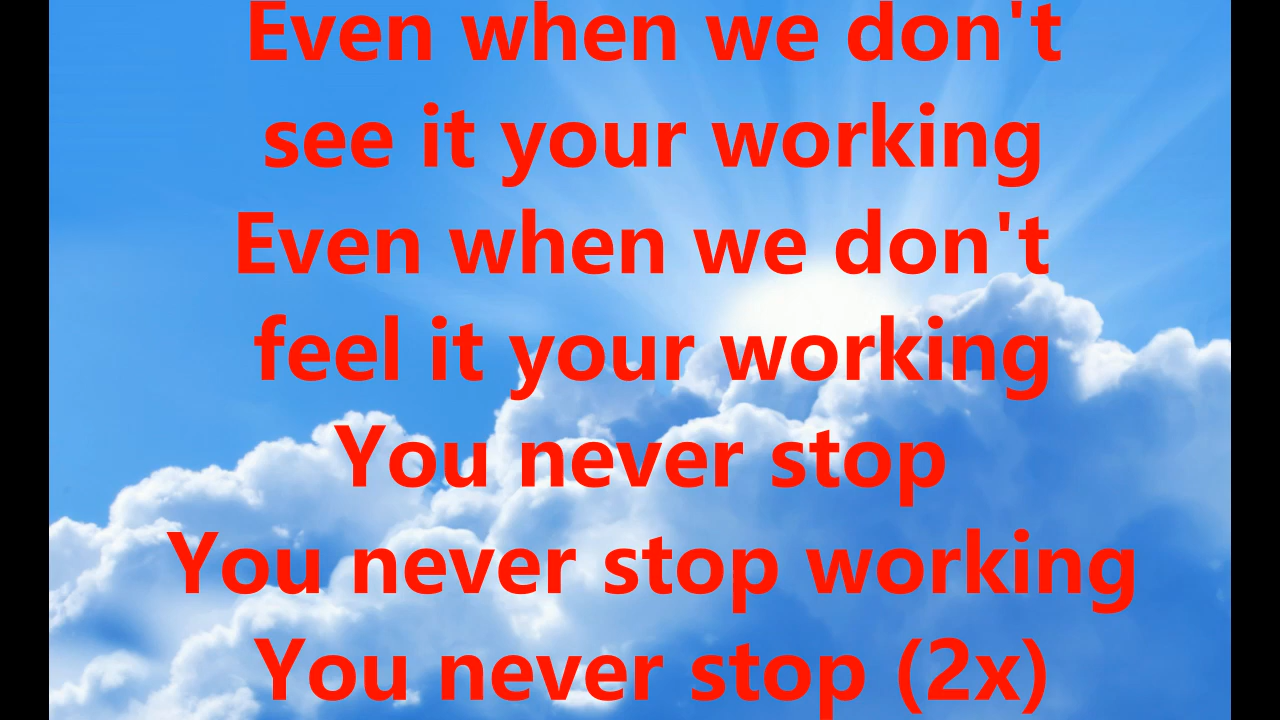 Even when we don't
see it your working
Even when we don't
feel it your working
You never stop
You never stop working
You never stop (2x)